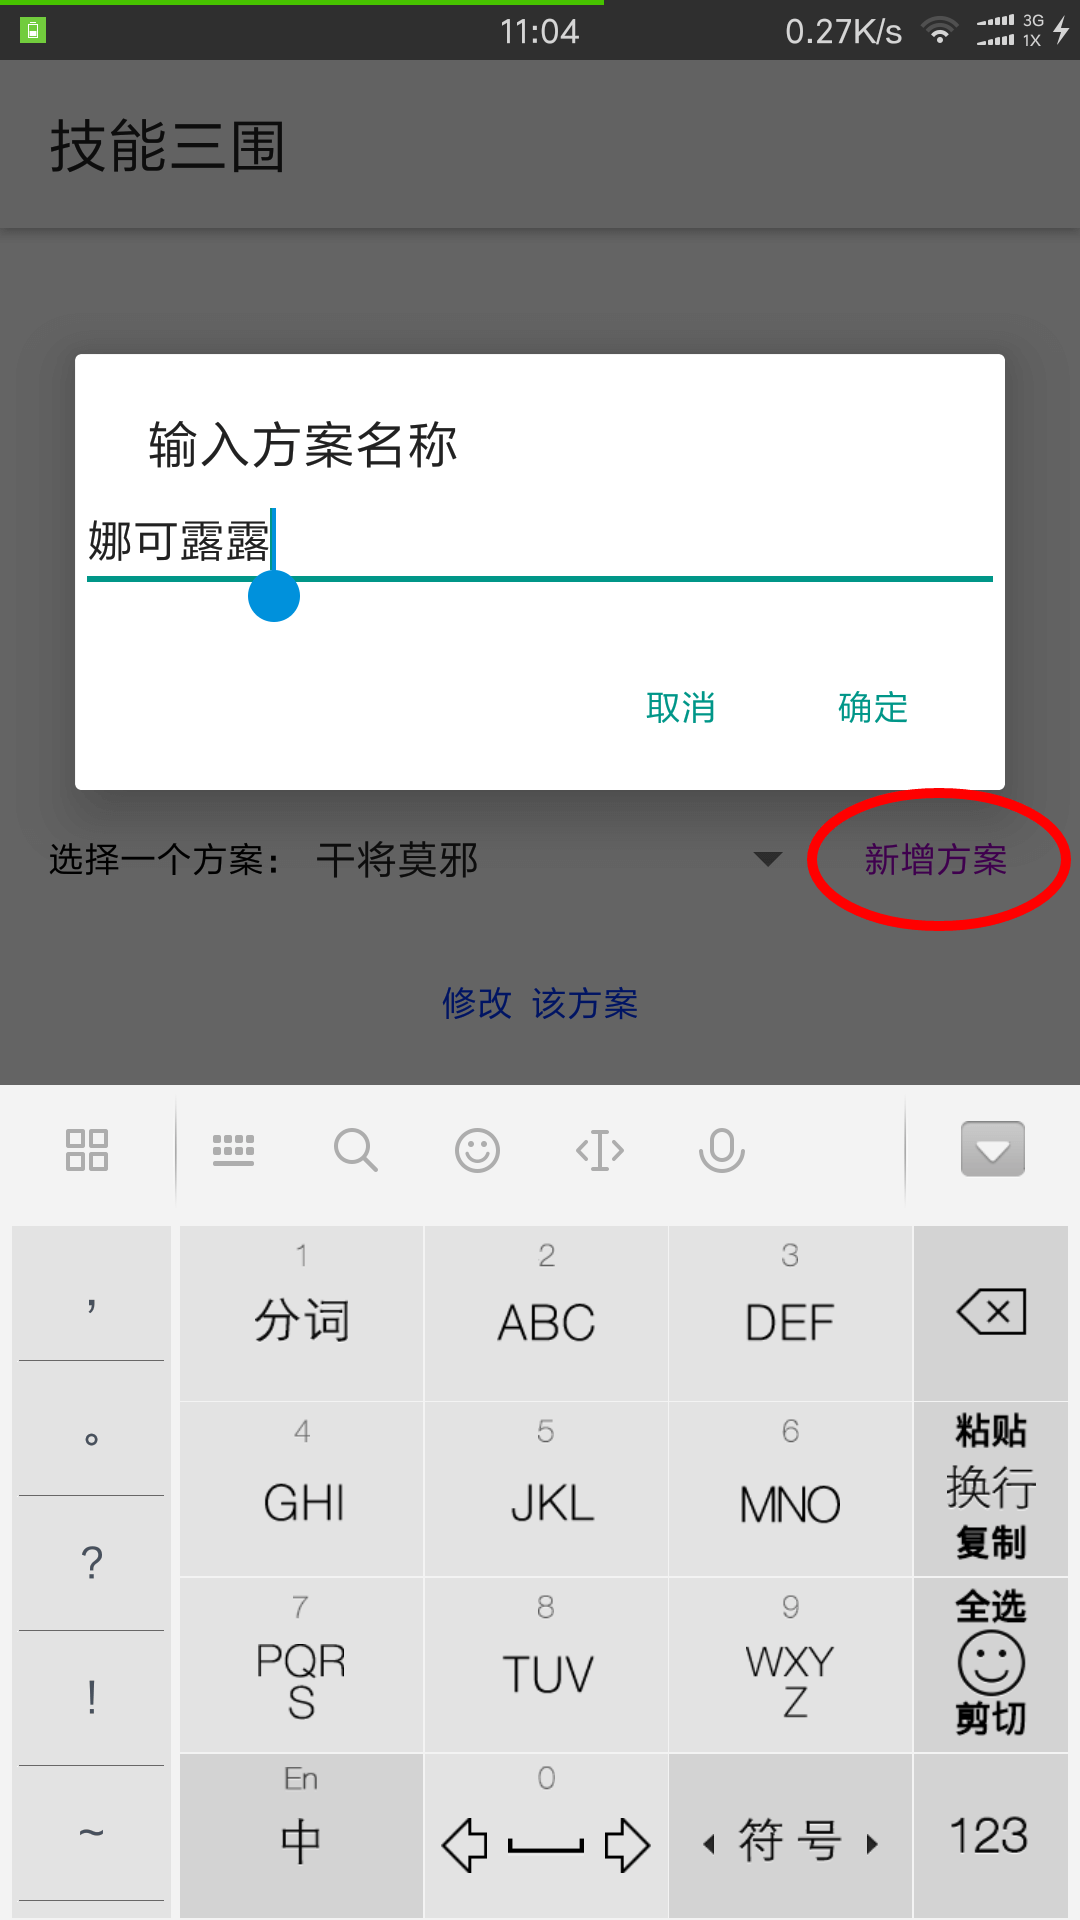 11:04 0.27K/s 3G 1X
技能三围
输入方案名称
娜可露露
取消 确定
选择一个方案： 干将莫邪 新增方案
修改 该方案
，
。
?
!
~
1
分词
2
ABC
3
DEF
4
GHI
5
JKL
6
MNO
粘贴
换行
复制
7
PQR
S
8
TUV
9
WXY
Z
全选
剪切
En
中
0
符号
123